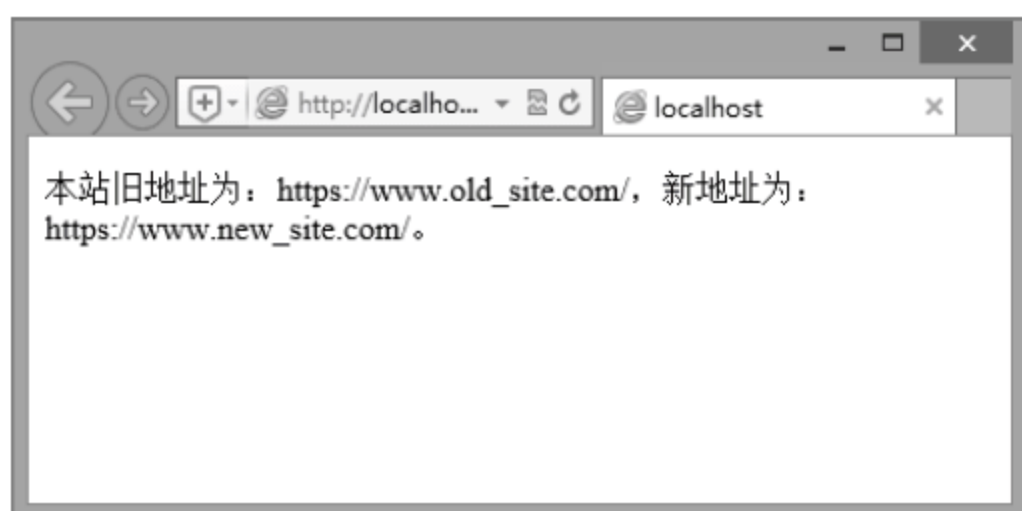 http://localho...
localhost
本站旧地址为：https://www.old_site.com/，新地址为：
https://www.new_site.com/。